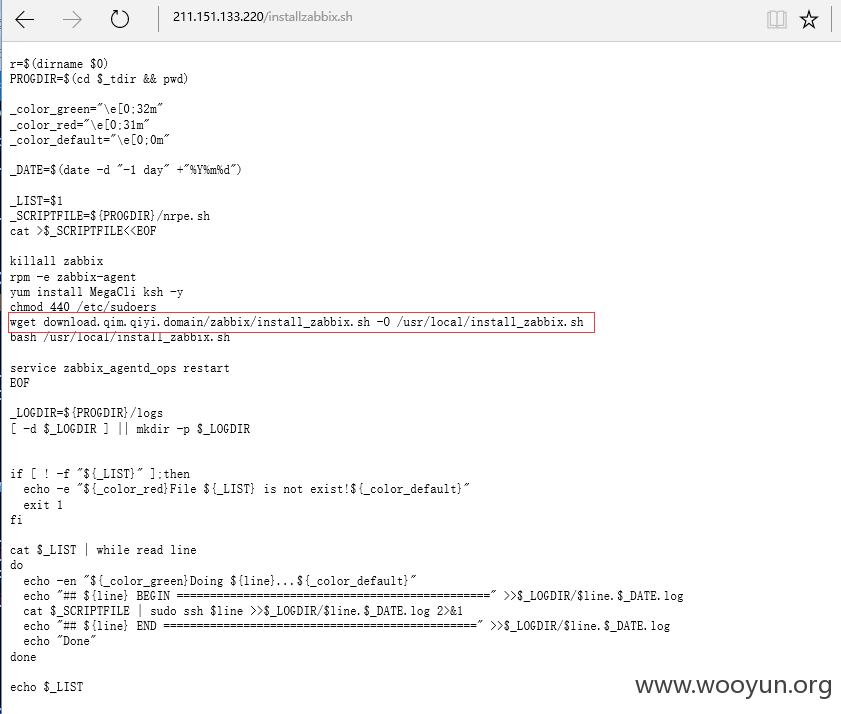 211.151.133.220/installzabbix.sh
r=$(dirname $0)
PROGDIR=$(cd $_tdir && pwd)
_color_green="\e[0;32m"
_color_red="\e[0;31m"
_color_default="\e[0;0m"
_DATE=$(date -d "-1 day" +"%Y%m%d")
_LIST=$1
_SCRIPTFILE=${PROGDIR}/nrpe.sh
cat >$_SCRIPTFILE<<EOF
killall zabbix
rpm -e zabbix-agent
yum install MegaCli ksh -y
chmod 440 /etc/sudoers
wget download.qim.qiyi.domain/zabbix/install_zabbix.sh -O /usr/local/install_zabbix.sh
bash /usr/local/install_zabbix.sh
service zabbix_agentd_ops restart
EOF
_LOGDIR=${PROGDIR}/logs
[ -d $_LOGDIR ] || mkdir -p $_LOGDIR
if [ ! -f "${_LIST}" ];then
  echo -e "${_color_red}File ${_LIST} is not exist!${_color_default}"
  exit 1
fi
cat $_LIST | while read line
do
  echo -en "${_color_green}Doing ${line}...${_color_default}"
  echo "## ${line} BEGIN ===============================================" >>$_LOGDIR/$line.$_DATE.log
  cat $_SCRIPTFILE | sudo ssh $line >>$_LOGDIR/$line.$_DATE.log 2>&1
  echo "## ${line} END ===============================================" >>$_LOGDIR/$line.$_DATE.log
  echo "Done"
done
echo $_LIST
www.wooyun.org